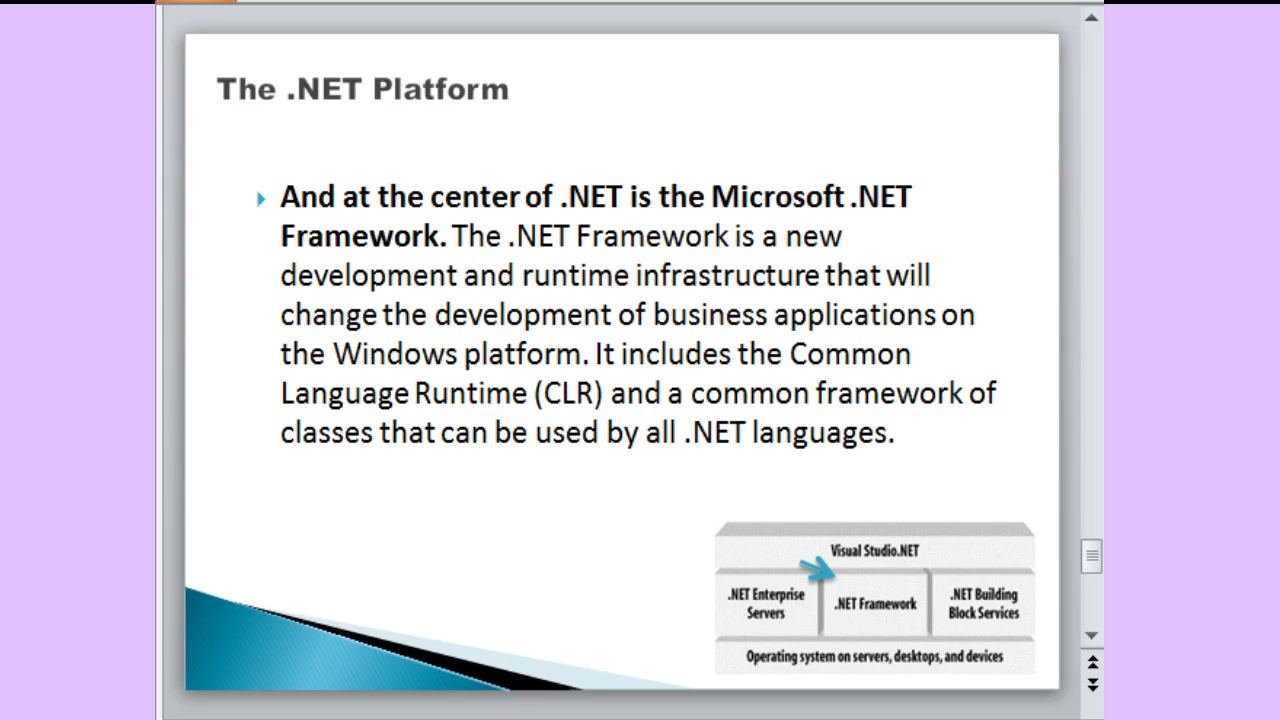 The .NET Platform
And at the center of .NET is the Microsoft .NET
Framework. The .NET Framework is a new
development and runtime infrastructure that will
change the development of business applications on
the Windows platform. It includes the Common
Language Runtime (CLR) and a common framework of
classes that can be used by all .NET languages.
Visual Studio.NET
.NET Enterprise
Servers
.NET Framework
.NET Building
Block Services
Operating system on servers, desktops, and devices